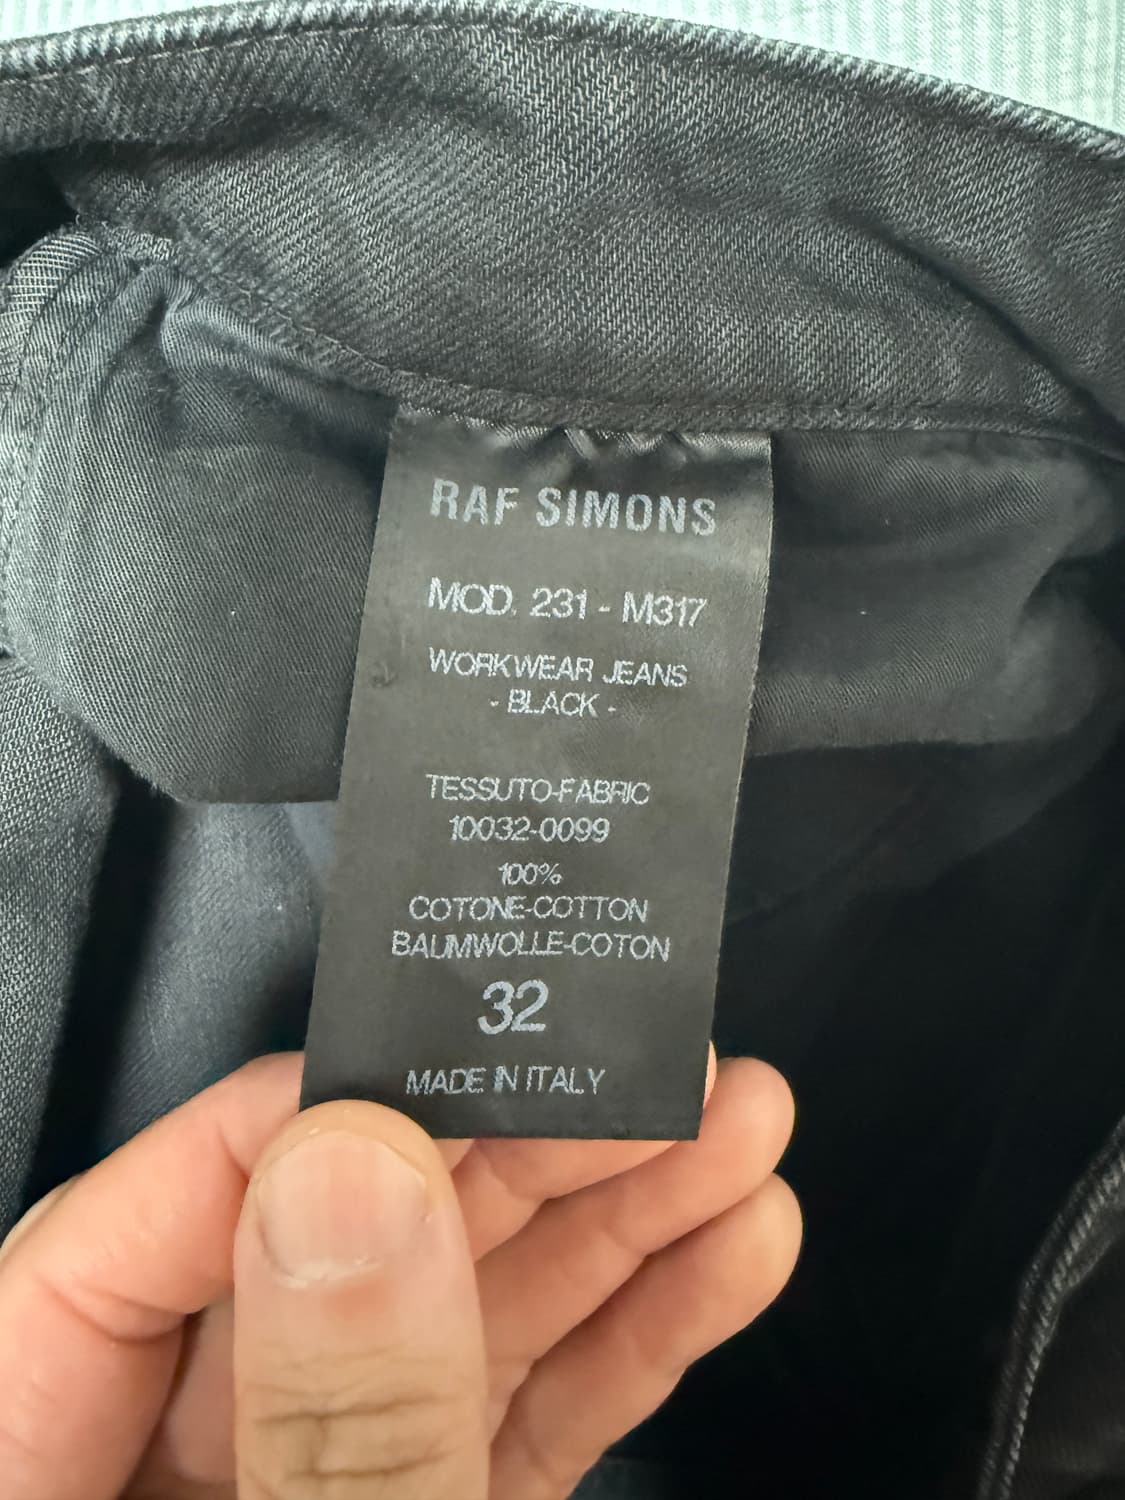 RAF SIMONS
MOD. 231 - M317
WORKWEAR JEANS
- BLACK -
TESSUTO-FABRIC
10032-0099
100%
COTONE-COTTON
BAUMWOLLE-COTON
32
MADE IN ITALY